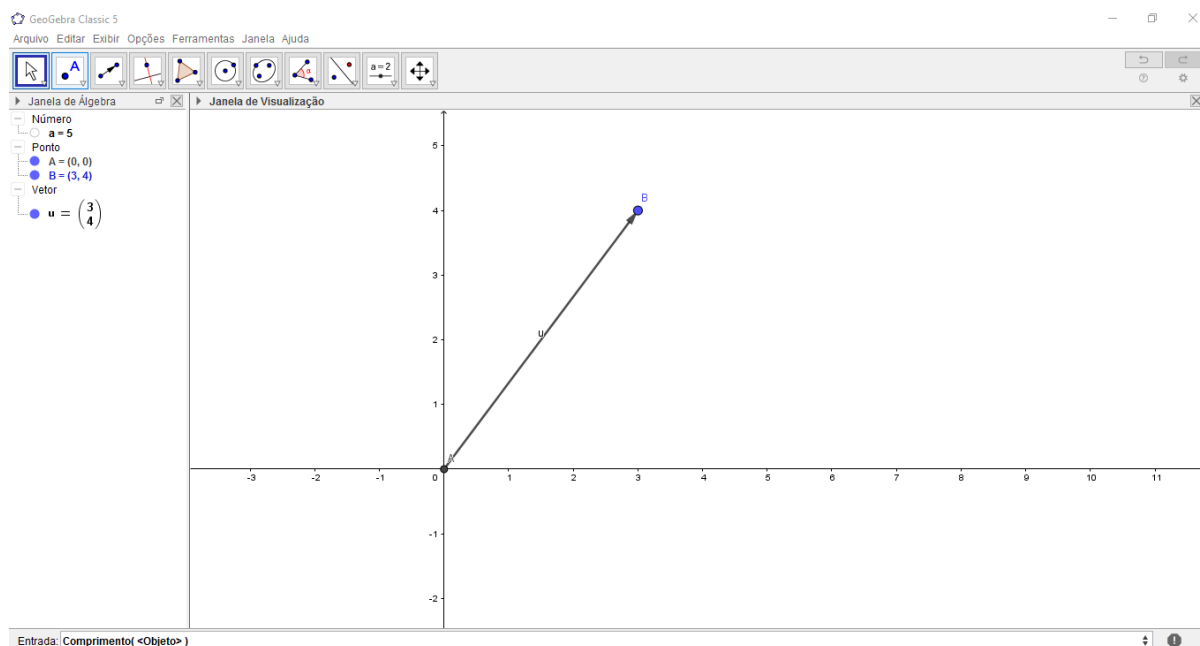 GeoGebra Classic 5
Arquivo Editar Exibir Opções Ferramentas Janela Ajuda
A
α
a = 2
Janela de Álgebra
Janela de Visualização
Número
a = 5
Ponto
A = (0, 0)
B = (3, 4)
Vetor
u = (3 4)
5
B
4
3
u
2
1
A
-3 -2 -1 0 1 2 3 4 5 6 7 8 9 10 11
-1
-2
Entrada: Comprimento( <Objeto> )